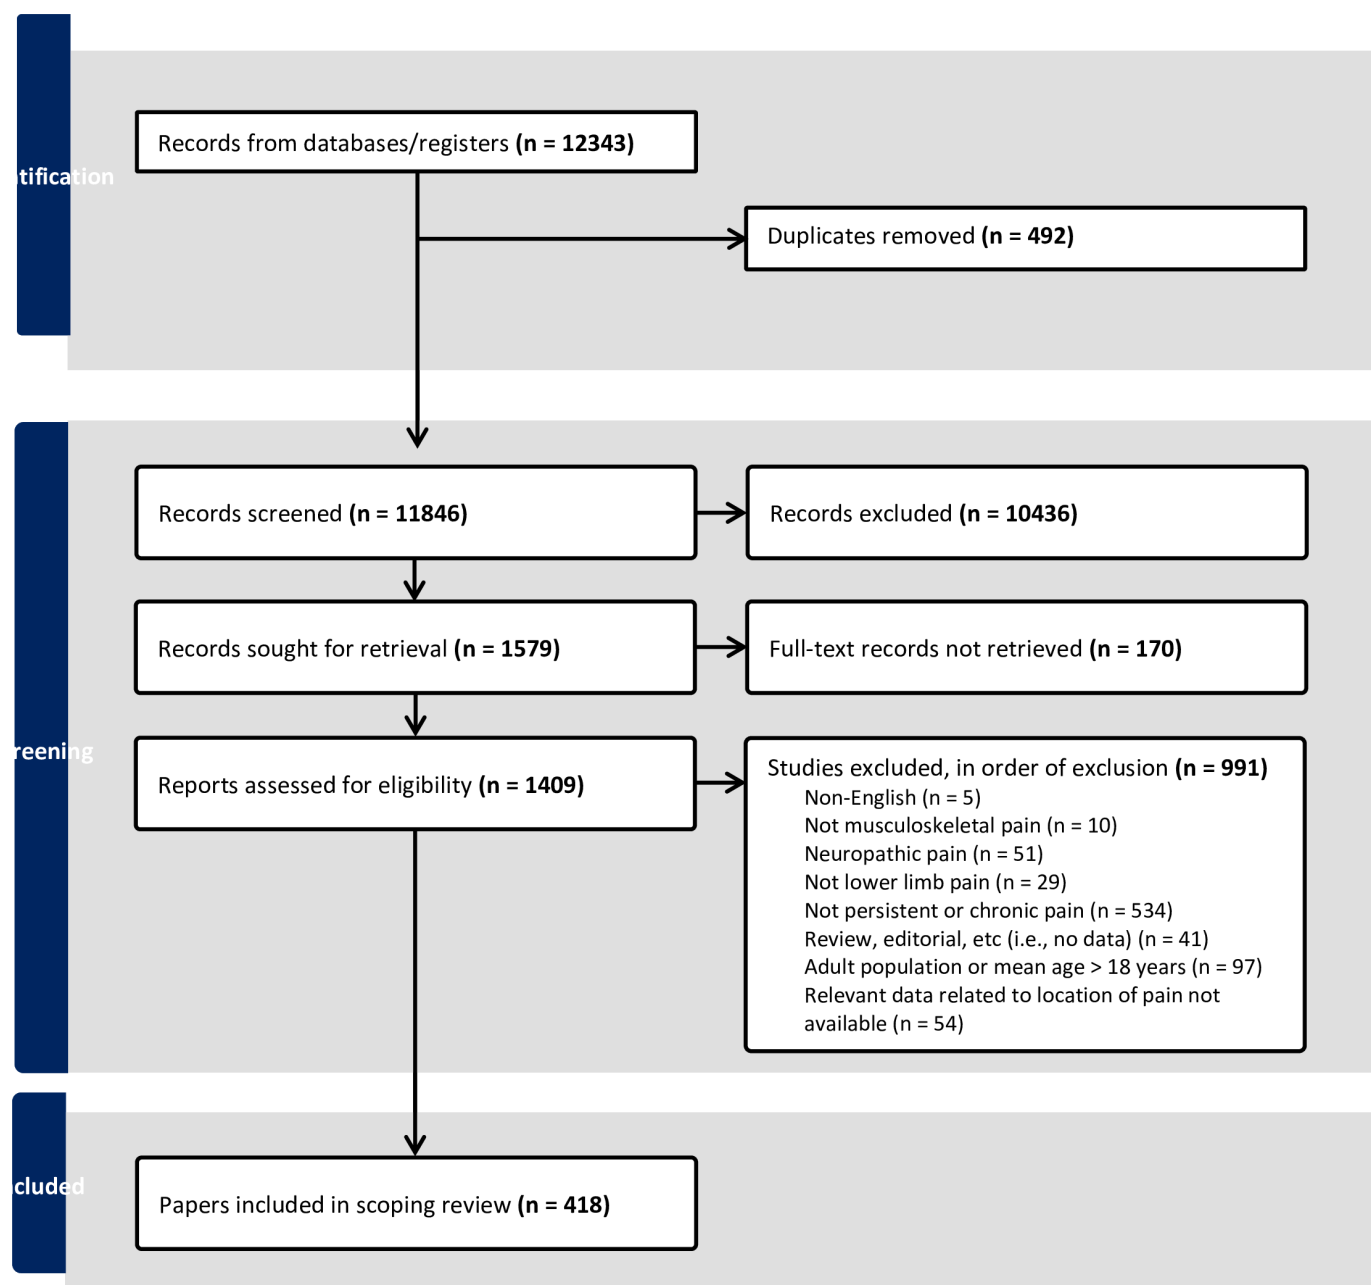 tification
Records from databases/registers (n = 12343)
Duplicates removed (n = 492)
reening
Records screened (n = 11846)
Records excluded (n = 10436)
Records sought for retrieval (n = 1579)
Full-text records not retrieved (n = 170)
Reports assessed for eligibility (n = 1409)
Studies excluded, in order of exclusion (n = 991)
Non-English (n = 5)
Not musculoskeletal pain (n = 10)
Neuropathic pain (n = 51)
Not lower limb pain (n = 29)
Not persistent or chronic pain (n = 534)
Review, editorial, etc (i.e., no data) (n = 41)
Adult population or mean age > 18 years (n = 97)
Relevant data related to location of pain not
available (n = 54)
cluded
Papers included in scoping review (n = 418)